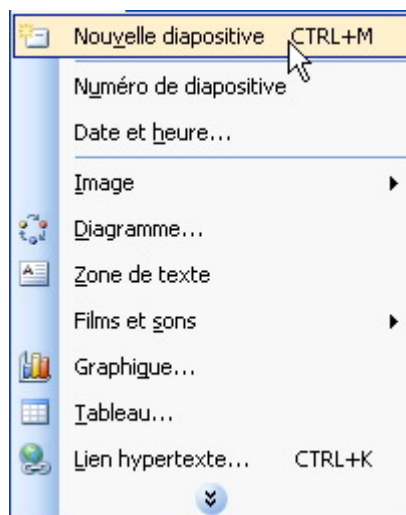 Nouvelle diapositive CTRL+M
Numéro de diapositive
Date et heure...
Image
Diagramme...
Zone de texte
Films et sons
Graphique...
Tableau...
Lien hypertexte... CTRL+K